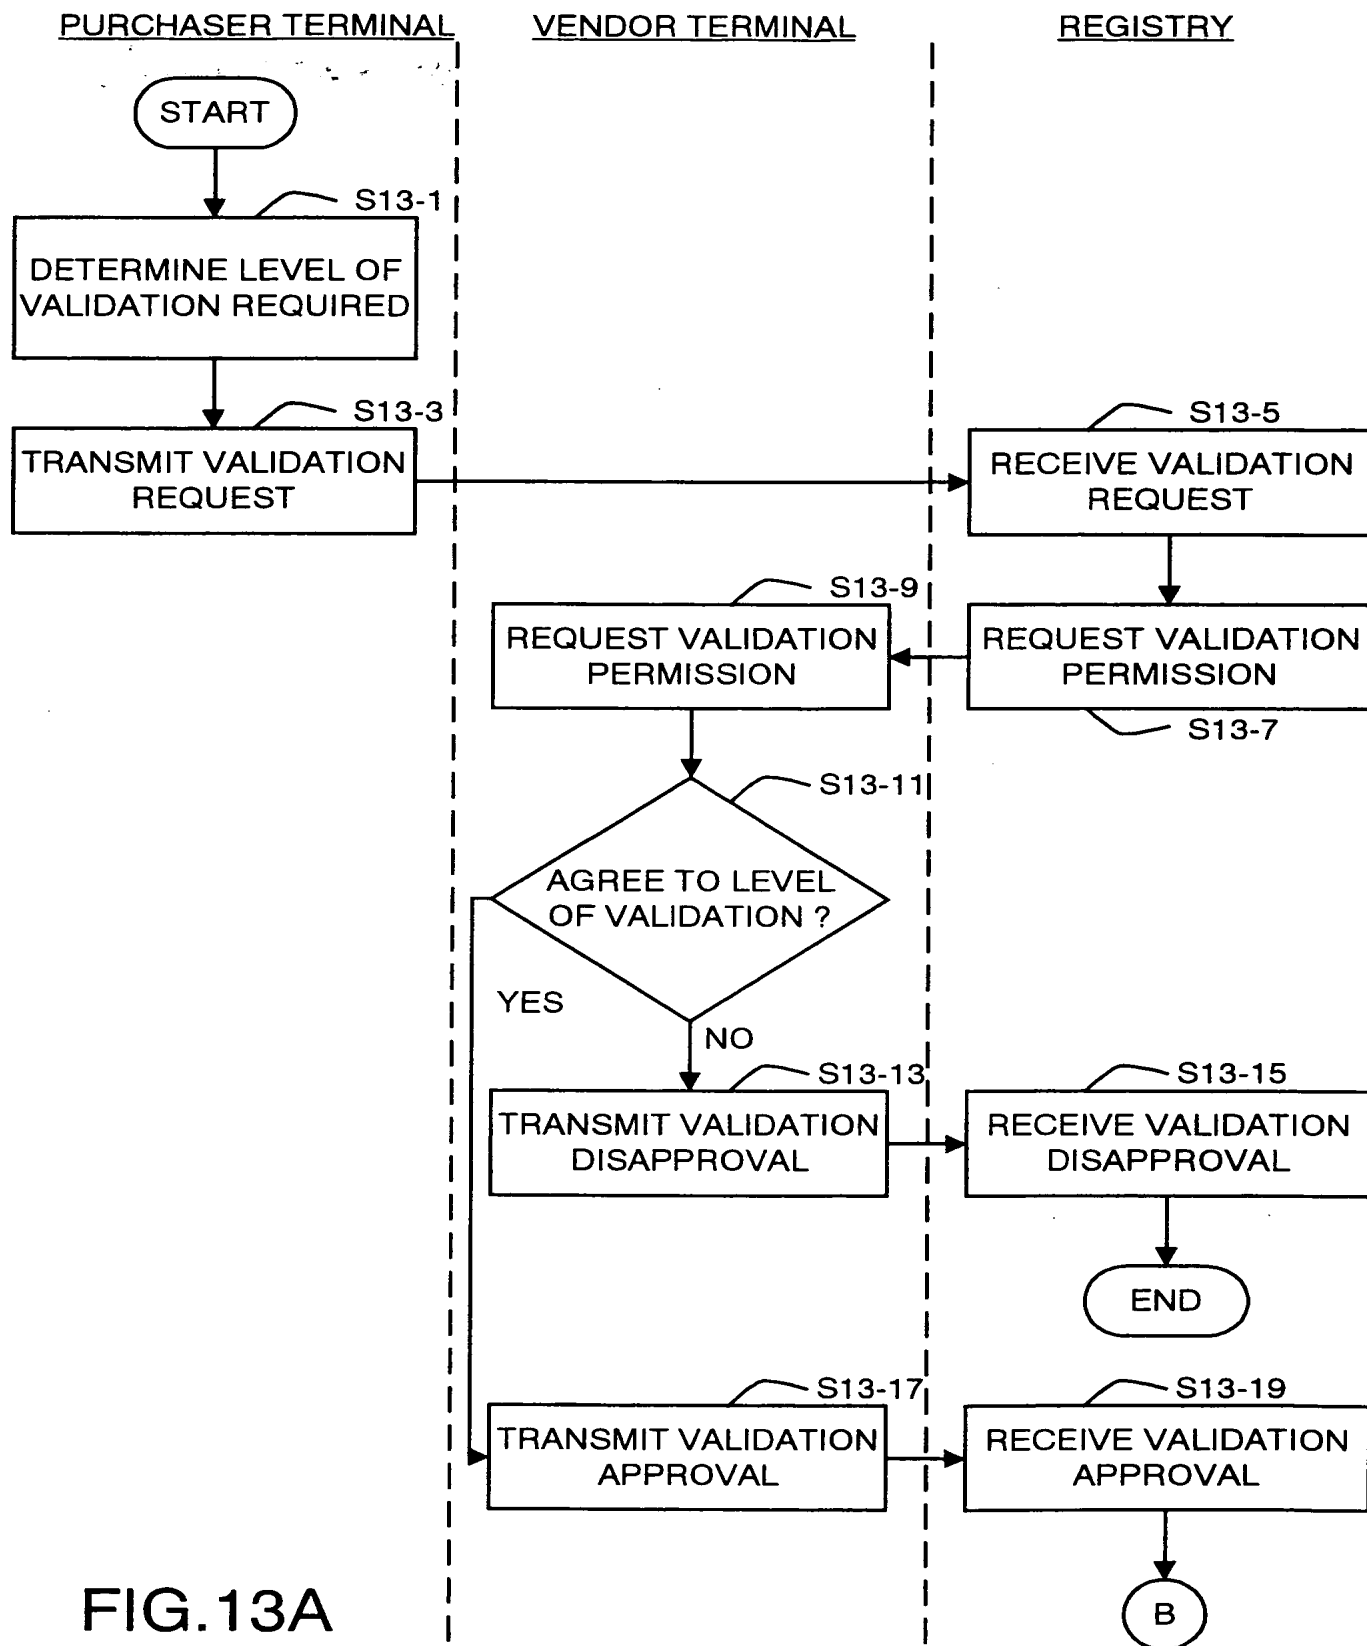 PURCHASER TERMINAL
VENDOR TERMINAL
REGISTRY
START
S13-1
DETERMINE LEVEL OF
VALIDATION REQUIRED
S13-3
TRANSMIT VALIDATION
REQUEST
S13-5
RECEIVE VALIDATION
REQUEST
S13-9
REQUEST VALIDATION
PERMISSION
REQUEST VALIDATION
PERMISSION
S13-7
S13-11
AGREE TO LEVEL
OF VALIDATION ?
YES
NO
S13-13
TRANSMIT VALIDATION
DISAPPROVAL
S13-15
RECEIVE VALIDATION
DISAPPROVAL
END
S13-17
TRANSMIT VALIDATION
APPROVAL
S13-19
RECEIVE VALIDATION
APPROVAL
B
FIG.13A